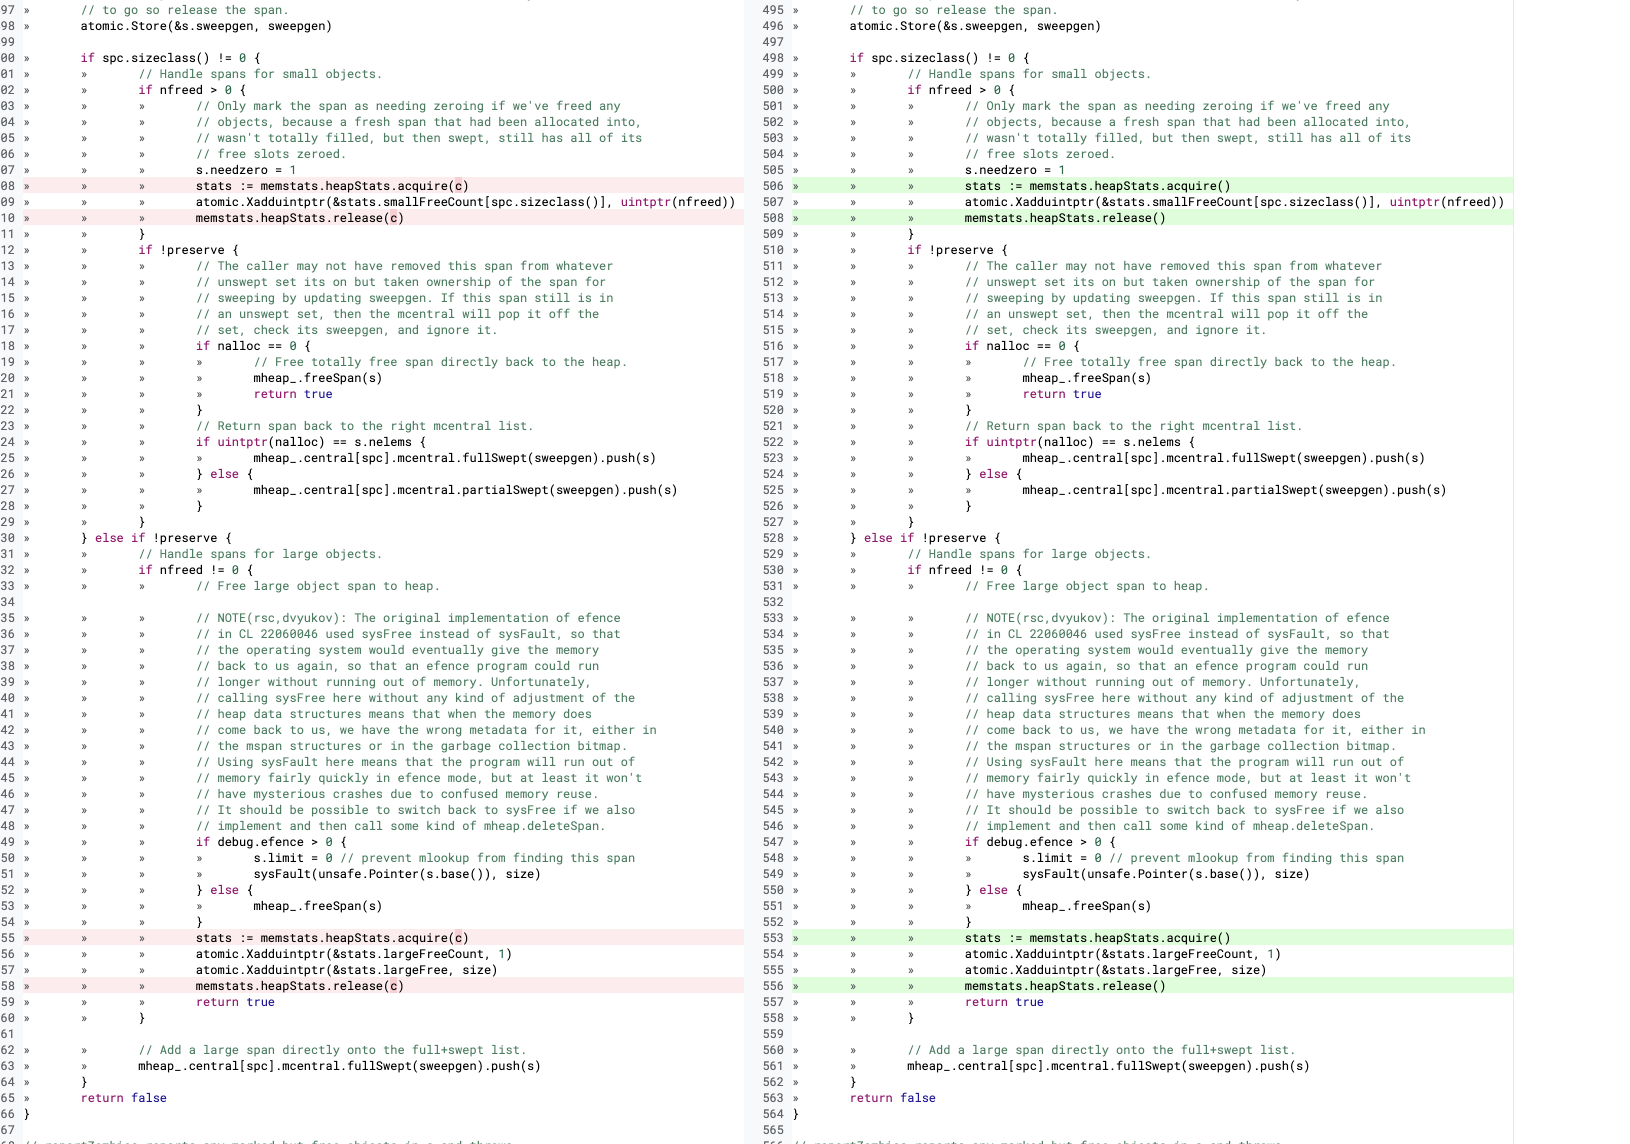 97 » // to go so release the span.
98 » atomic.Store(&s.sweepgen, sweepgen)
99
00 » if spc.sizeclass() != 0 {
01 » » // Handle spans for small objects.
02 » » if nfreed > 0 {
03 » » » // Only mark the span as needing zeroing if we've freed any
04 » » » // objects, because a fresh span that had been allocated into,
05 » » » // wasn't totally filled, but then swept, still has all of its
06 » » » // free slots zeroed.
07 » » » s.needzero = 1
08 » » » stats := memstats.heapStats.acquire(c)
09 » » » atomic.Xadduintptr(&stats.smallFreeCount[spc.sizeclass()], uintptr(nfreed))
10 » » » memstats.heapStats.release(c)
11 » » }
12 » » if !preserve {
13 » » » // The caller may not have removed this span from whatever
14 » » » // unswept set its on but taken ownership of the span for
15 » » » // sweeping by updating sweepgen. If this span still is in
16 » » » // an unswept set, then the mcentral will pop it off the
17 » » » // set, check its sweepgen, and ignore it.
18 » » » if nalloc == 0 {
19 » » » » // Free totally free span directly back to the heap.
20 » » » » mheap_.freeSpan(s)
21 » » » » return true
22 » » » }
23 » » » // Return span back to the right mcentral list.
24 » » » if uintptr(nalloc) == s.nelems {
25 » » » » mheap_.central[spc].mcentral.fullSwept(sweepgen).push(s)
26 » » » } else {
27 » » » » mheap_.central[spc].mcentral.partialSwept(sweepgen).push(s)
28 » » » }
29 » » }
30 » } else if !preserve {
31 » » // Handle spans for large objects.
32 » » if nfreed != 0 {
33 » » » // Free large object span to heap.
34
35 » » » // NOTE(rsc,dvyukov): The original implementation of efence
36 » » » // in CL 22060046 used sysFree instead of sysFault, so that
37 » » » // the operating system would eventually give the memory
38 » » » // back to us again, so that an efence program could run
39 » » » // longer without running out of memory. Unfortunately,
40 » » » // calling sysFree here without any kind of adjustment of the
41 » » » // heap data structures means that when the memory does
42 » » » // come back to us, we have the wrong metadata for it, either in
43 » » » // the mspan structures or in the garbage collection bitmap.
44 » » » // Using sysFault here means that the program will run out of
45 » » » // memory fairly quickly in efence mode, but at least it won't
46 » » » // have mysterious crashes due to confused memory reuse.
47 » » » // It should be possible to switch back to sysFree if we also
48 » » » // implement and then call some kind of mheap.deleteSpan.
49 » » » if debug.efence > 0 {
50 » » » » s.limit = 0 // prevent mlookup from finding this span
51 » » » » sysFault(unsafe.Pointer(s.base()), size)
52 » » » } else {
53 » » » » mheap_.freeSpan(s)
54 » » » }
55 » » » stats := memstats.heapStats.acquire(c)
56 » » » atomic.Xadduintptr(&stats.largeFreeCount, 1)
57 » » » atomic.Xadduintptr(&stats.largeFree, size)
58 » » » memstats.heapStats.release(c)
59 » » » return true
60 » » }
61
62 » » // Add a large span directly onto the full+swept list.
63 » » mheap_.central[spc].mcentral.fullSwept(sweepgen).push(s)
64 » }
65 » return false
66 }
67
495 » // to go so release the span.
496 » atomic.Store(&s.sweepgen, sweepgen)
497
498 » if spc.sizeclass() != 0 {
499 » » // Handle spans for small objects.
500 » » if nfreed > 0 {
501 » » » // Only mark the span as needing zeroing if we've freed any
502 » » » // objects, because a fresh span that had been allocated into,
503 » » » // wasn't totally filled, but then swept, still has all of its
504 » » » // free slots zeroed.
505 » » » s.needzero = 1
506 » » » stats := memstats.heapStats.acquire()
507 » » » atomic.Xadduintptr(&stats.smallFreeCount[spc.sizeclass()], uintptr(nfreed))
508 » » » memstats.heapStats.release()
509 » » }
510 » » if !preserve {
511 » » » // The caller may not have removed this span from whatever
512 » » » // unswept set its on but taken ownership of the span for
513 » » » // sweeping by updating sweepgen. If this span still is in
514 » » » // an unswept set, then the mcentral will pop it off the
515 » » » // set, check its sweepgen, and ignore it.
516 » » » if nalloc == 0 {
517 » » » » // Free totally free span directly back to the heap.
518 » » » » mheap_.freeSpan(s)
519 » » » » return true
520 » » » }
521 » » » // Return span back to the right mcentral list.
522 » » » if uintptr(nalloc) == s.nelems {
523 » » » » mheap_.central[spc].mcentral.fullSwept(sweepgen).push(s)
524 » » » } else {
525 » » » » mheap_.central[spc].mcentral.partialSwept(sweepgen).push(s)
526 » » » }
527 » » }
528 » } else if !preserve {
529 » » // Handle spans for large objects.
530 » » if nfreed != 0 {
531 » » » // Free large object span to heap.
532
533 » » » // NOTE(rsc,dvyukov): The original implementation of efence
534 » » » // in CL 22060046 used sysFree instead of sysFault, so that
535 » » » // the operating system would eventually give the memory
536 » » » // back to us again, so that an efence program could run
537 » » » // longer without running out of memory. Unfortunately,
538 » » » // calling sysFree here without any kind of adjustment of the
539 » » » // heap data structures means that when the memory does
540 » » » // come back to us, we have the wrong metadata for it, either in
541 » » » // the mspan structures or in the garbage collection bitmap.
542 » » » // Using sysFault here means that the program will run out of
543 » » » // memory fairly quickly in efence mode, but at least it won't
544 » » » // have mysterious crashes due to confused memory reuse.
545 » » » // It should be possible to switch back to sysFree if we also
546 » » » // implement and then call some kind of mheap.deleteSpan.
547 » » » if debug.efence > 0 {
548 » » » » s.limit = 0 // prevent mlookup from finding this span
549 » » » » sysFault(unsafe.Pointer(s.base()), size)
550 » » » } else {
551 » » » » mheap_.freeSpan(s)
552 » » » }
553 » » » stats := memstats.heapStats.acquire()
554 » » » atomic.Xadduintptr(&stats.largeFreeCount, 1)
555 » » » atomic.Xadduintptr(&stats.largeFree, size)
556 » » » memstats.heapStats.release()
557 » » » return true
558 » » }
559
560 » » // Add a large span directly onto the full+swept list.
561 » » mheap_.central[spc].mcentral.fullSwept(sweepgen).push(s)
562 » }
563 » return false
564 }
565